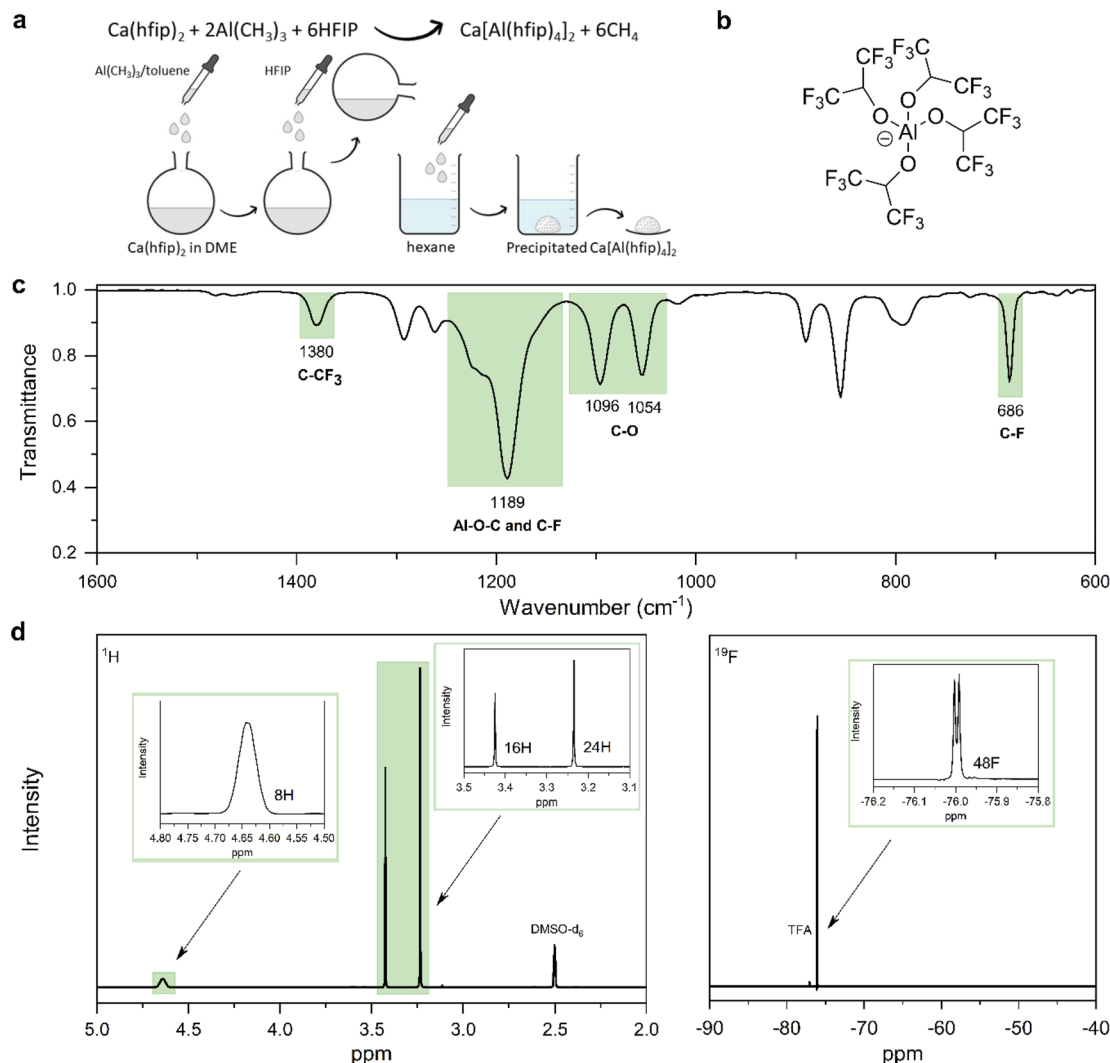 a
Ca(hfip)₂ + 2Al(CH₃)₃ + 6HFIP
Ca[Al(hfip)₄]₂ + 6CH₄
Al(CH₃)₃/toluene
HFIP
Ca(hfip)₂ in DME
hexane
Precipitated Ca[Al(hfip)₄]₂
b
CF₃
CF₃
F₃C
CF₃
O
O
CF₃
O
Al
⊖
O
F₃C
CF₃
CF₃
c
1.0
0.8
0.6
0.4
0.2
Transmittance
1380
C-CF₃
1189
Al-O-C and C-F
1096
1054
C-O
686
C-F
1600
1400
1200
1000
800
600
Wavenumber (cm⁻¹)
d
¹H
Intensity
8H
4.80 4.75 4.70 4.65 4.60 4.55 4.50
ppm
Intensity
16H
24H
3.5 3.4 3.3 3.2 3.1
ppm
DMSO-d₆
Intensity
5.0 4.5 4.0 3.5 3.0 2.5 2.0
ppm
¹⁹F
Intensity
48F
-76.2 -76.1 -76.0 -75.9 -75.8
ppm
TFA
-90 -80 -70 -60 -50 -40
ppm